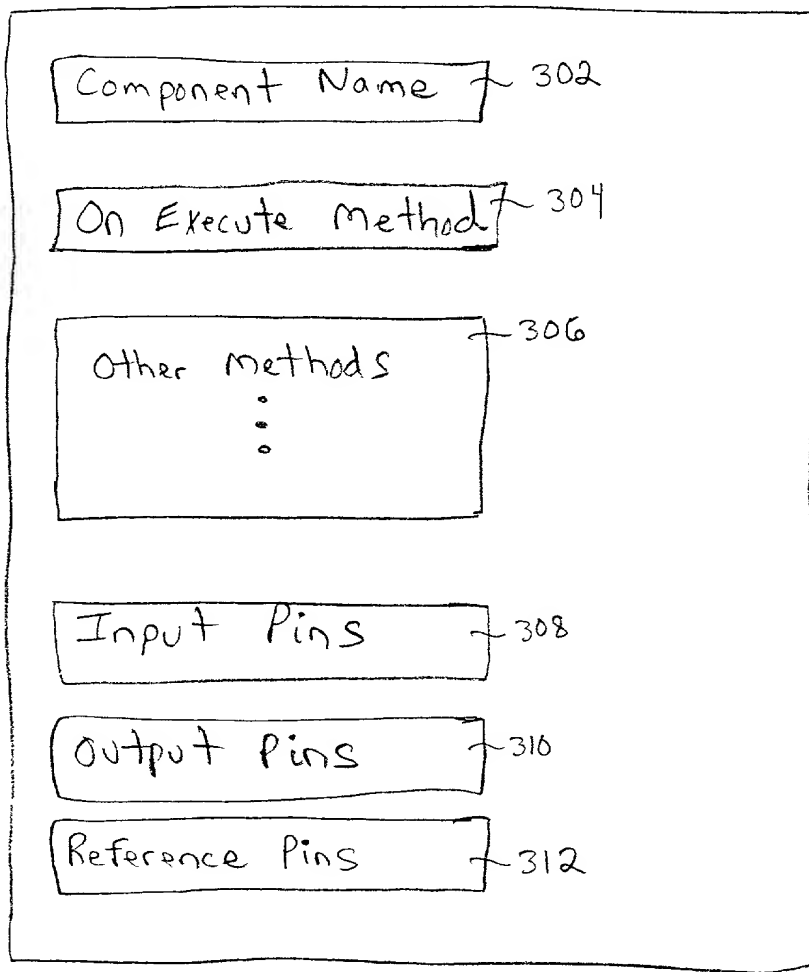 Component Name 302
On Execute Method 304
Other Methods 306
Input Pins 308
Output Pins 310
Reference Pins 312